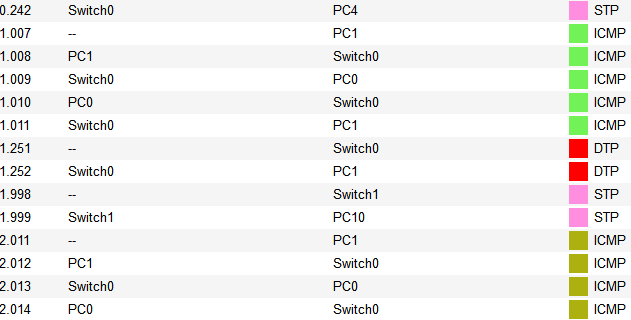 0.242 Switch0 PC4 STP
1.007 -- PC1 ICMP
1.008 PC1 Switch0 ICMP
1.009 Switch0 PC0 ICMP
1.010 PC0 Switch0 ICMP
1.011 Switch0 PC1 ICMP
1.251 -- Switch0 DTP
1.252 Switch0 PC1 DTP
1.998 -- Switch1 STP
1.999 Switch1 PC10 STP
2.011 -- PC1 ICMP
2.012 PC1 Switch0 ICMP
2.013 Switch0 PC0 ICMP
2.014 PC0 Switch0 ICMP